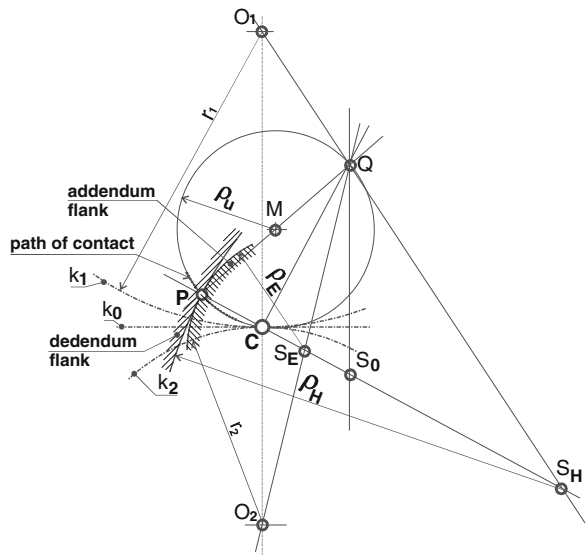 O1
r1
Q
addendum
flank
ρu
M
path of contact
ρE
k1
P
k0
C
dedendum
flank
SE
S0
k2
ρH
r2
SH
O2